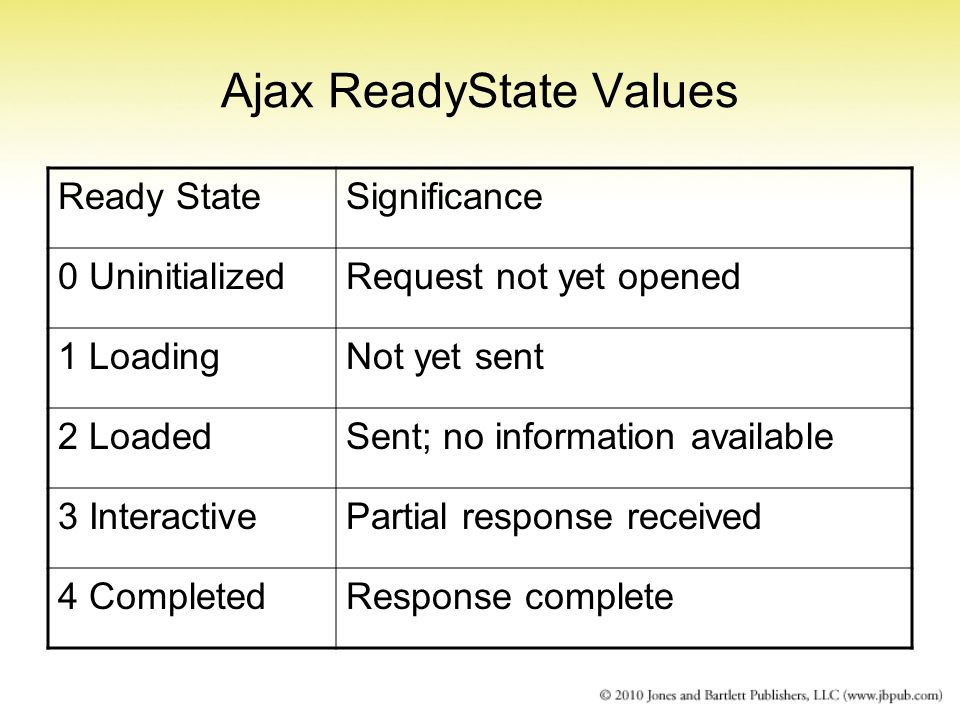 Ajax ReadyState Values
Ready State Significance
0 Uninitialized Request not yet opened
1 Loading Not yet sent
2 Loaded Sent; no information available
3 Interactive Partial response received
4 Completed Response complete
© 2010 Jones and Bartlett Publishers, LLC (www.jbpub.com)